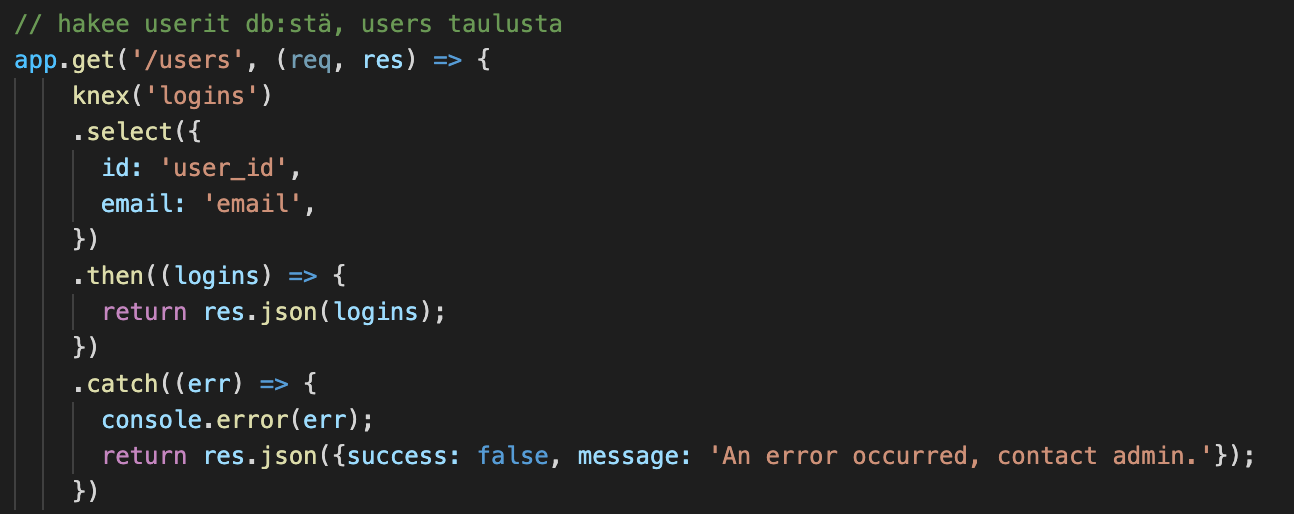 // hakee userit db:stä, users taulusta
app.get('/users', (req, res) => {
    knex('logins')
    .select({
      id: 'user_id',
      email: 'email',
    })
    .then((logins) => {
      return res.json(logins);
    })
    .catch((err) => {
      console.error(err);
      return res.json({success: false, message: 'An error occurred, contact admin.'});
    })